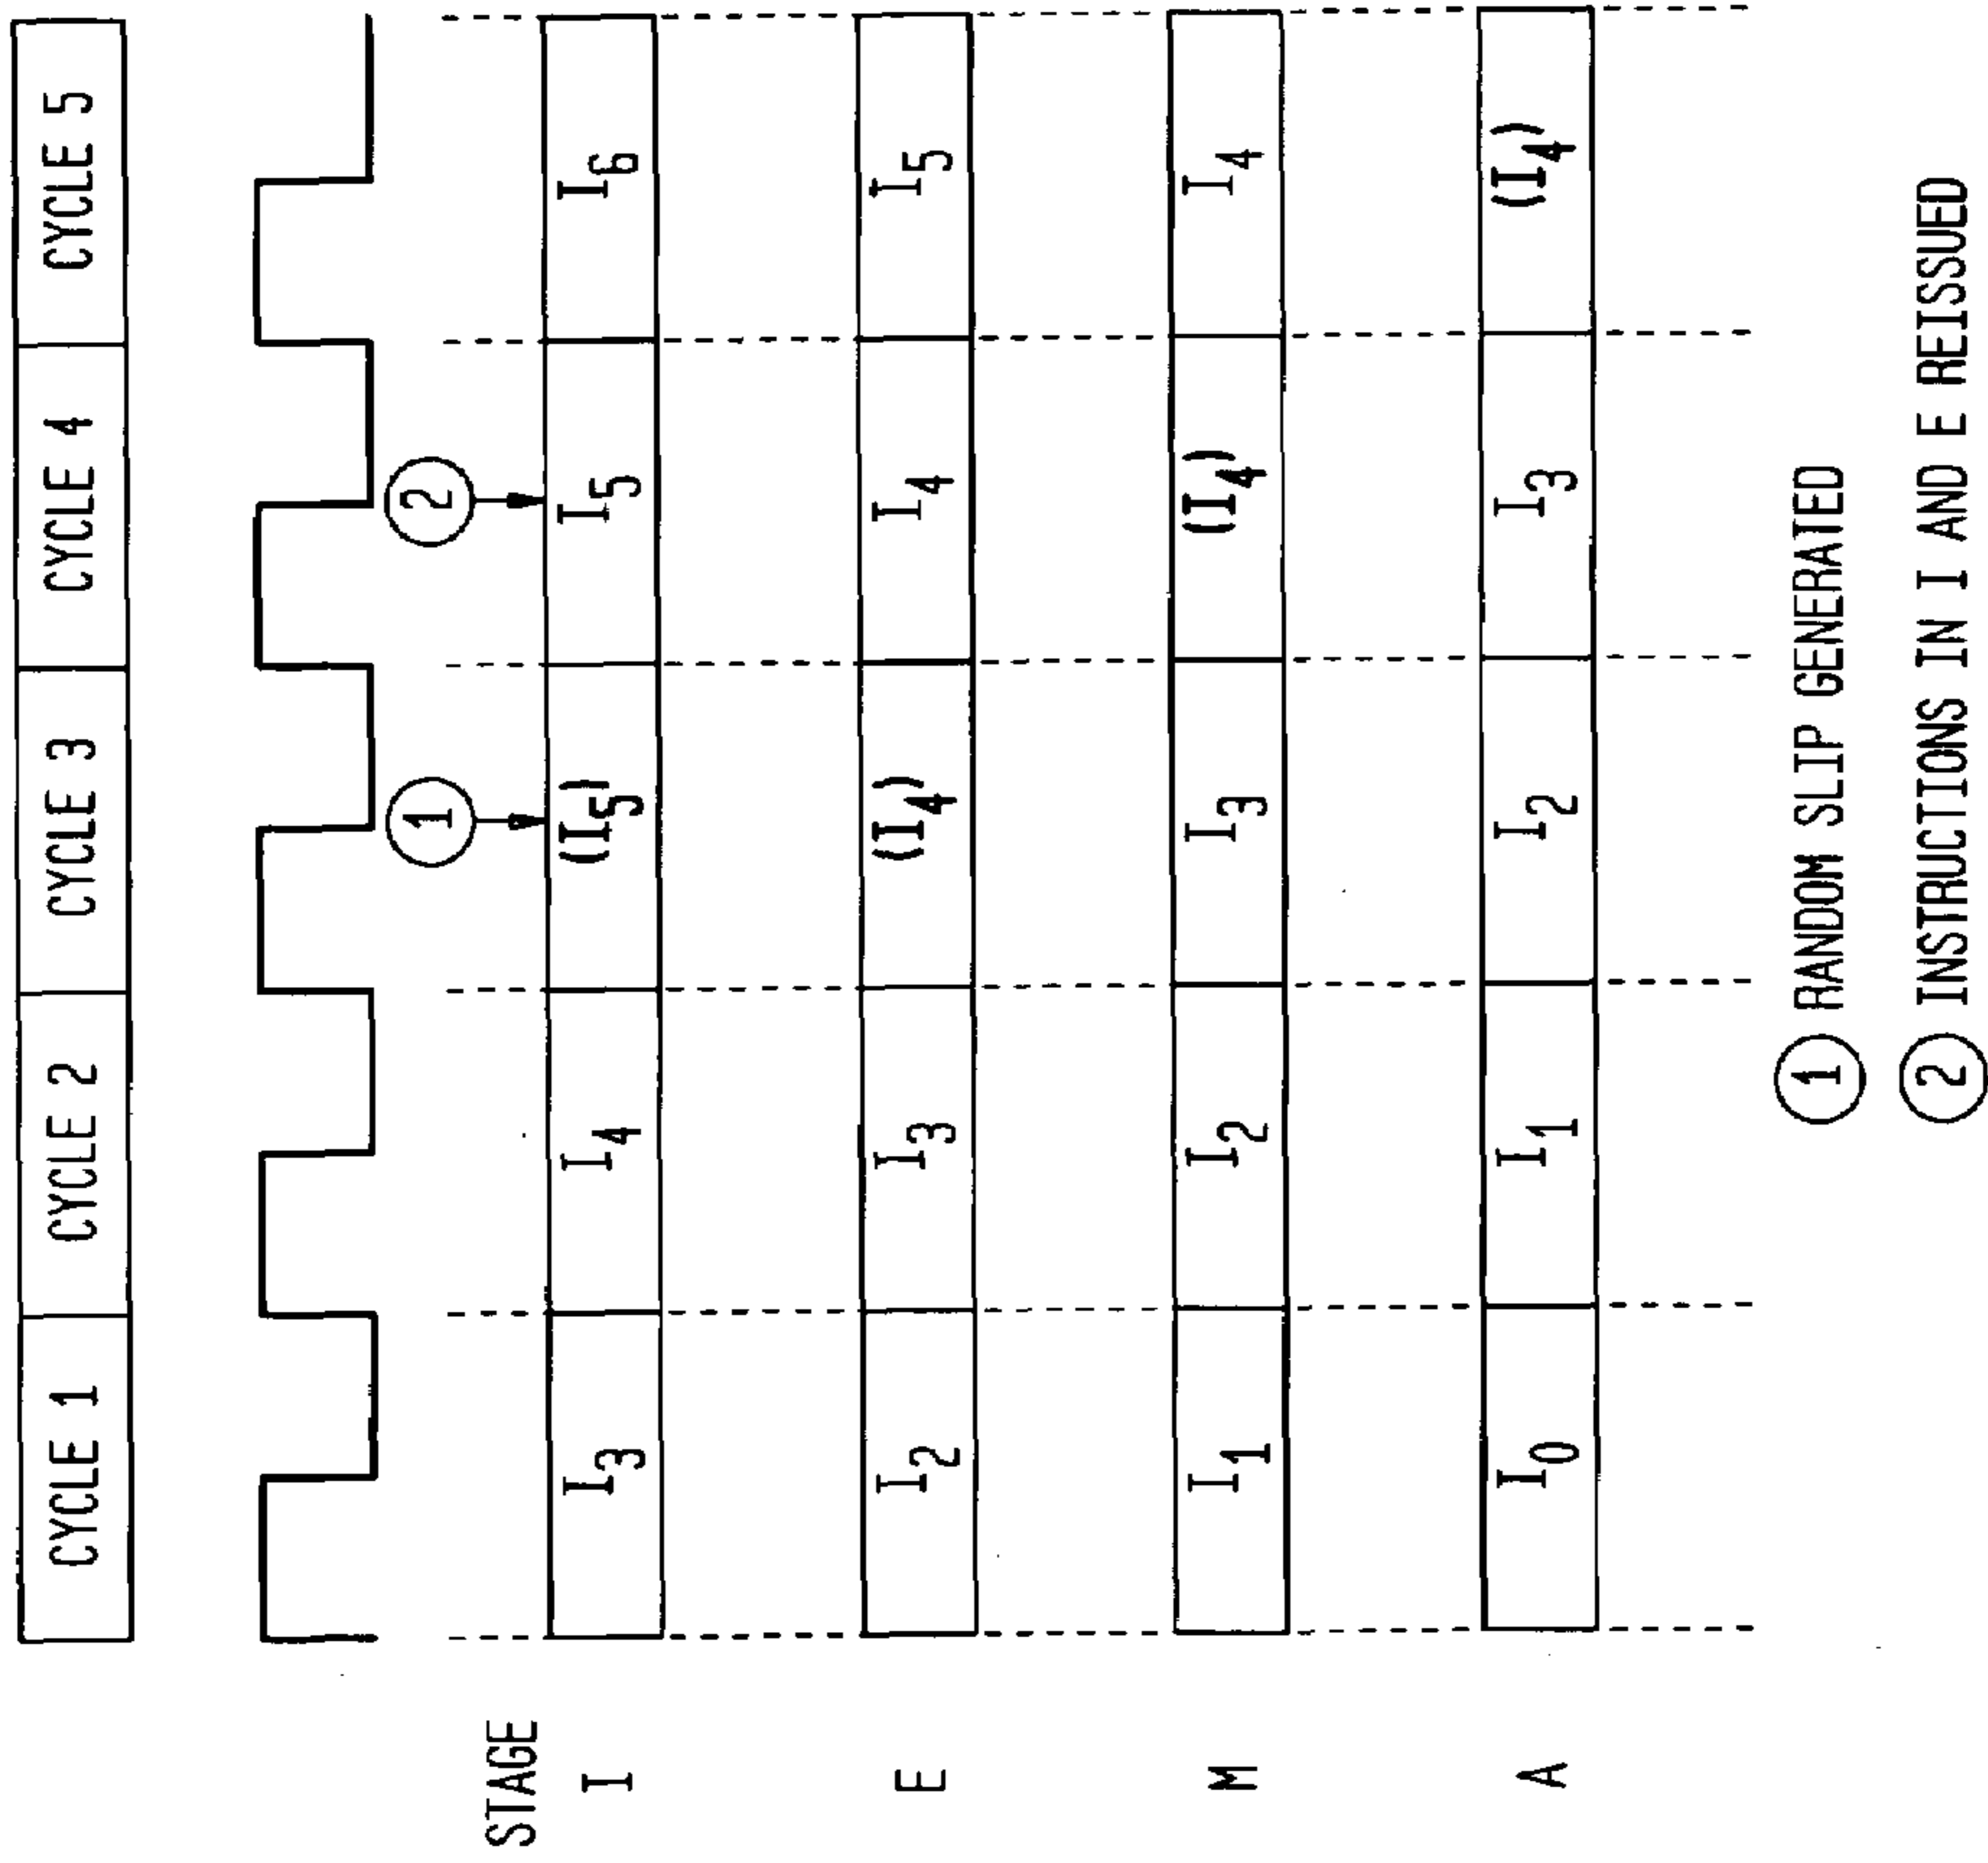 CYCLE 1 CYCLE 2 CYCLE 3 CYCLE 4 CYCLE 5
1 2
STAGE
I I3 I4 (I5) I5 I6
E I2 I3 (I4) I4 I5
M I1 I2 I3 (I4) I4
A I0 I1 I2 I3 (I4)
1 RANDOM SLIP GENERATED
2 INSTRUCTIONS IN I AND E REISSUED